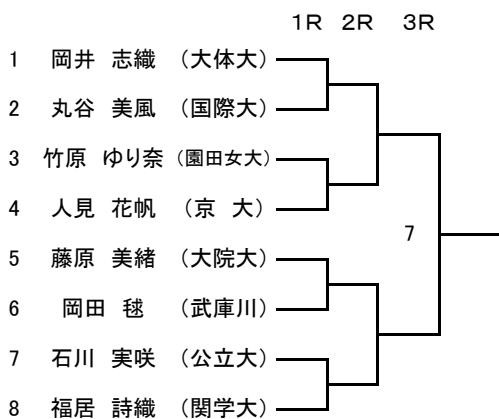 1R 2R 3R
1 岡井 志織 (大体大)
2 丸谷 美風 (国際大)
3 竹原 ゆり奈 (園田女大)
4 人見 花帆 (京 大)
7
5 藤原 美緒 (大院大)
6 岡田 毬 (武庫川)
7 石川 実咲 (公立大)
8 福居 詩織 (関学大)